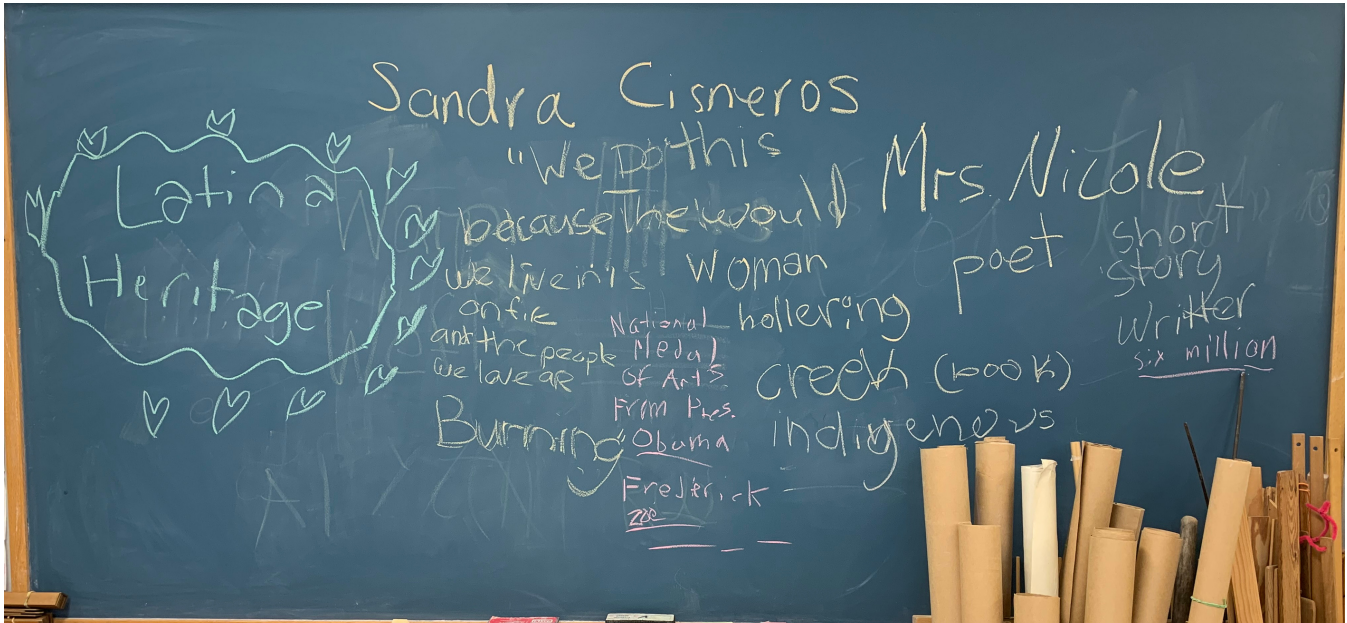 Sandra Cisneros
"We Do this
because the would
we live in is
on fire
and the people
we love are
Burning"
Latina
Heritage
Mrs. Nicole
poet
short
story
writter
six million
woman
hollering
creek (book)
indigenous
National
Medal
of Arts
From Pres.
Obama
Frederick